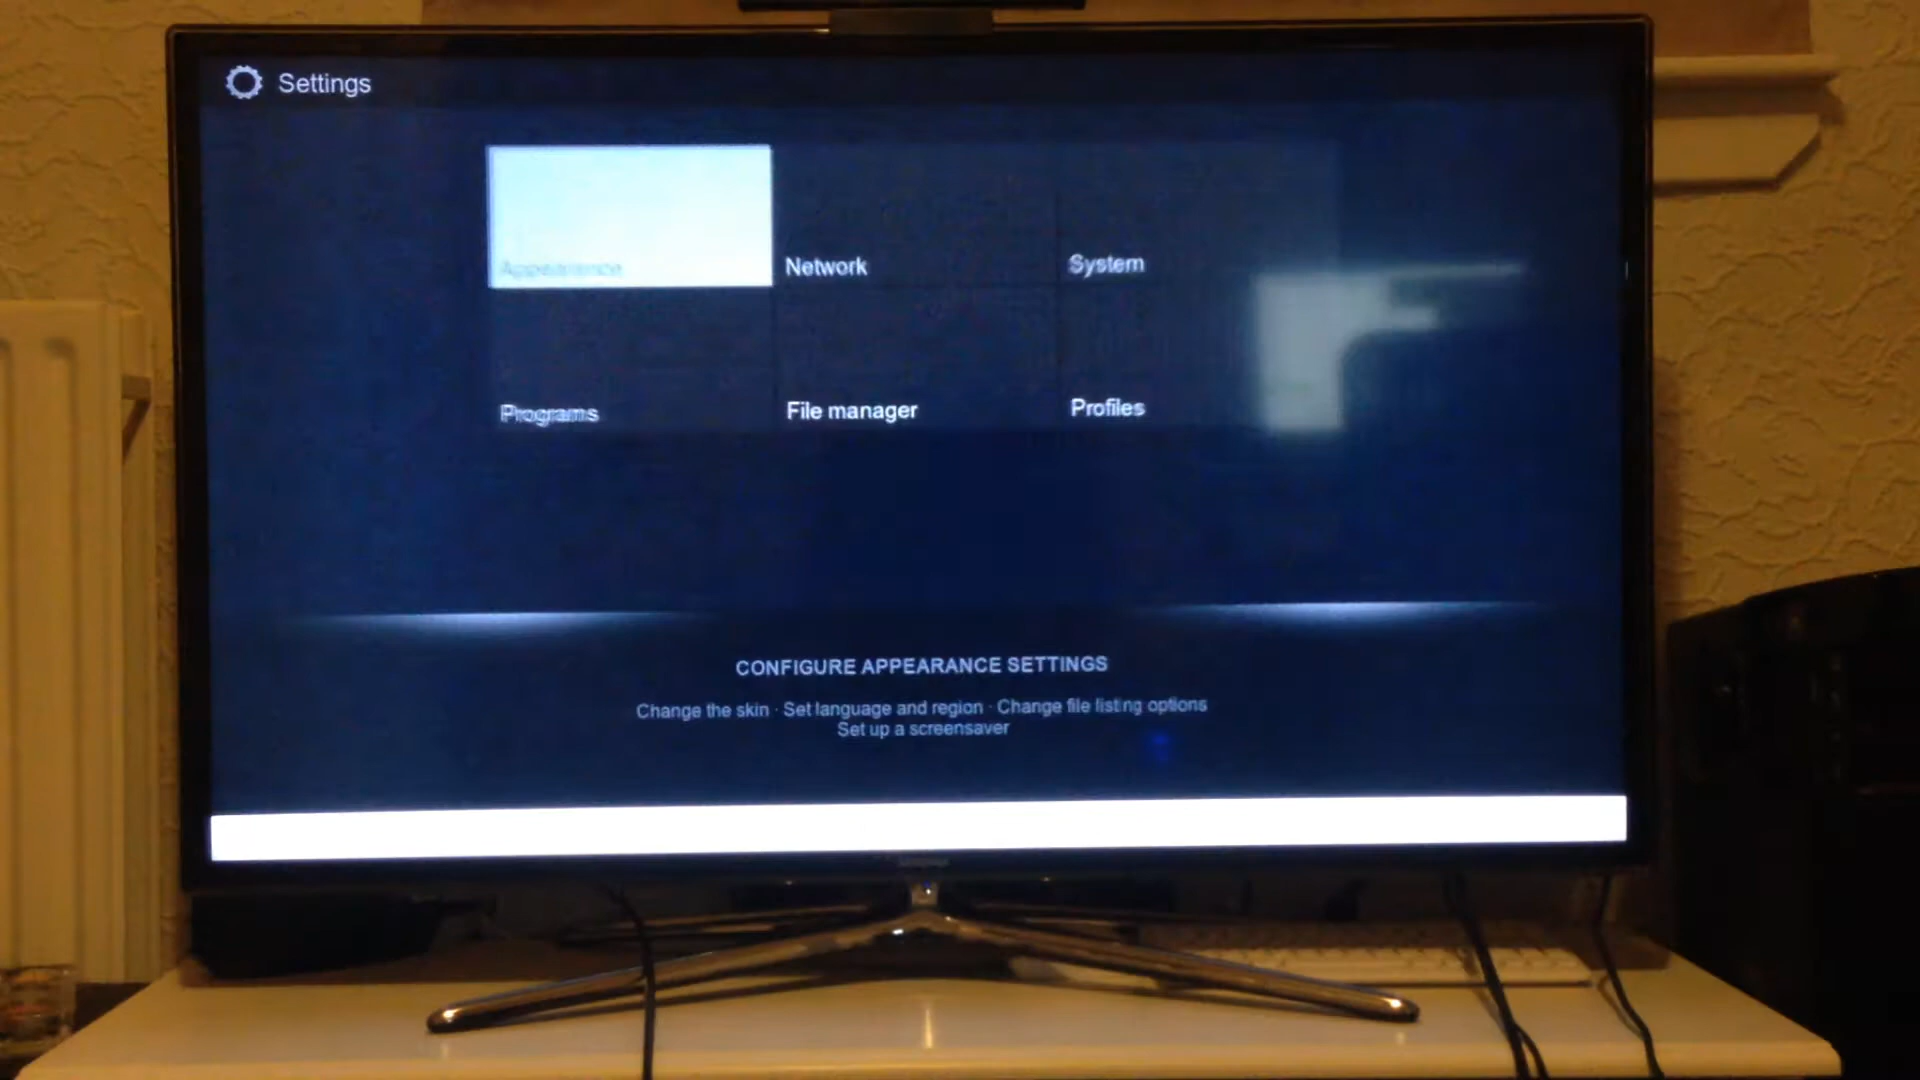 Settings
Appearance
Network
System
Programs
File manager
Profiles
CONFIGURE APPEARANCE SETTINGS
Change the skin · Set language and region · Change file listing options
Set up a screensaver